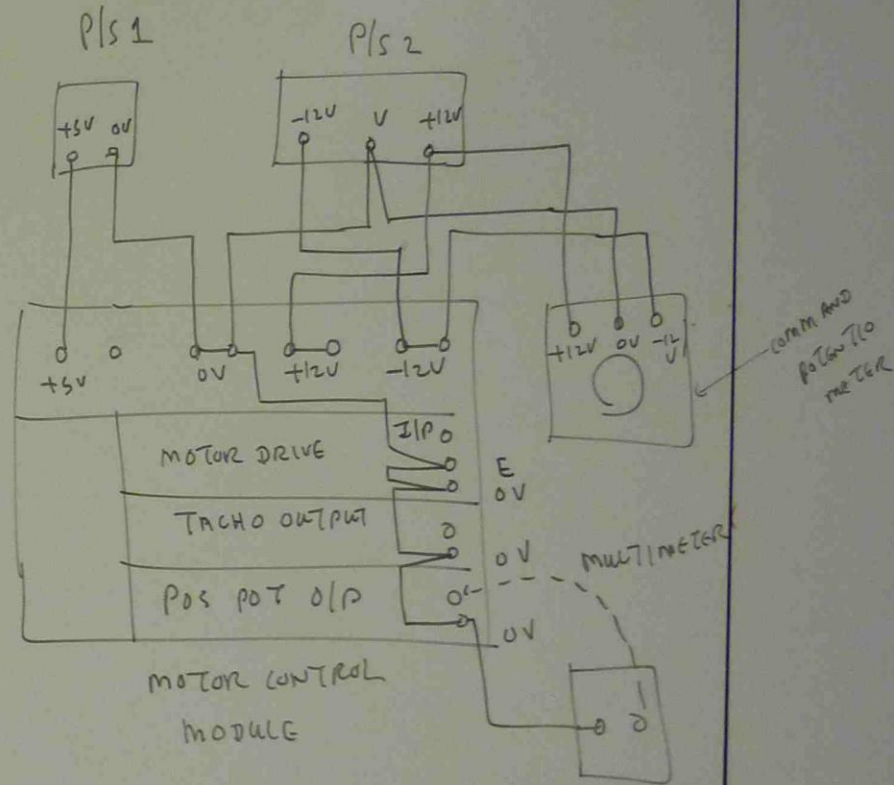 P/S 1
P/S 2
+5V 0V
-12V V +12V
+5V
0V
+12V
-12V
+12V 0V -12
V
COMMAND
POTENTIO
METER
I/P
MOTOR DRIVE
E
0V
TACHO OUTPUT
0V
MULTIMETER
POS POT O/P
0V
MOTOR CONTROL
MODULE